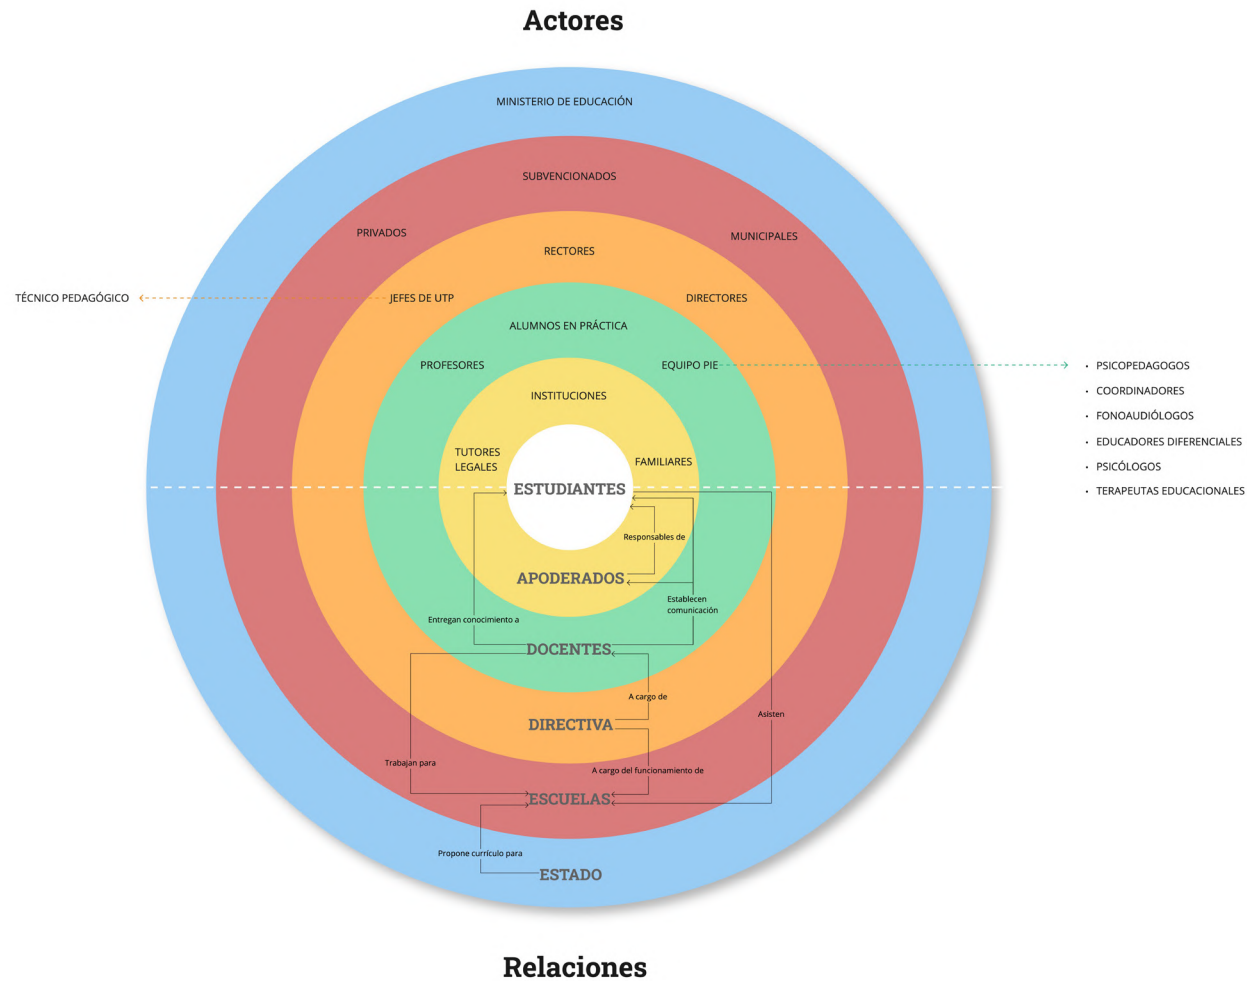 Actores
MINISTERIO DE EDUCACIÓN
SUBVENCIONADOS
PRIVADOS
MUNICIPALES
RECTORES
TÉCNICO PEDAGÓGICO
JEFES DE UTP
DIRECTORES
ALUMNOS EN PRÁCTICA
PROFESORES
EQUIPO PIE
• PSICOPEDAGOGOS
• COORDINADORES
• FONOAUDIÓLOGOS
• EDUCADORES DIFERENCIALES
• PSICÓLOGOS
• TERAPEUTAS EDUCACIONALES
INSTITUCIONES
TUTORES
LEGALES
FAMILIARES
ESTUDIANTES
Responsables de
APODERADOS
Establecen
comunicación
Entregan conocimiento a
DOCENTES
A cargo de
Asisten
DIRECTIVA
Trabajan para
A cargo del funcionamiento de
ESCUELAS
Propone currículo para
ESTADO
Relaciones